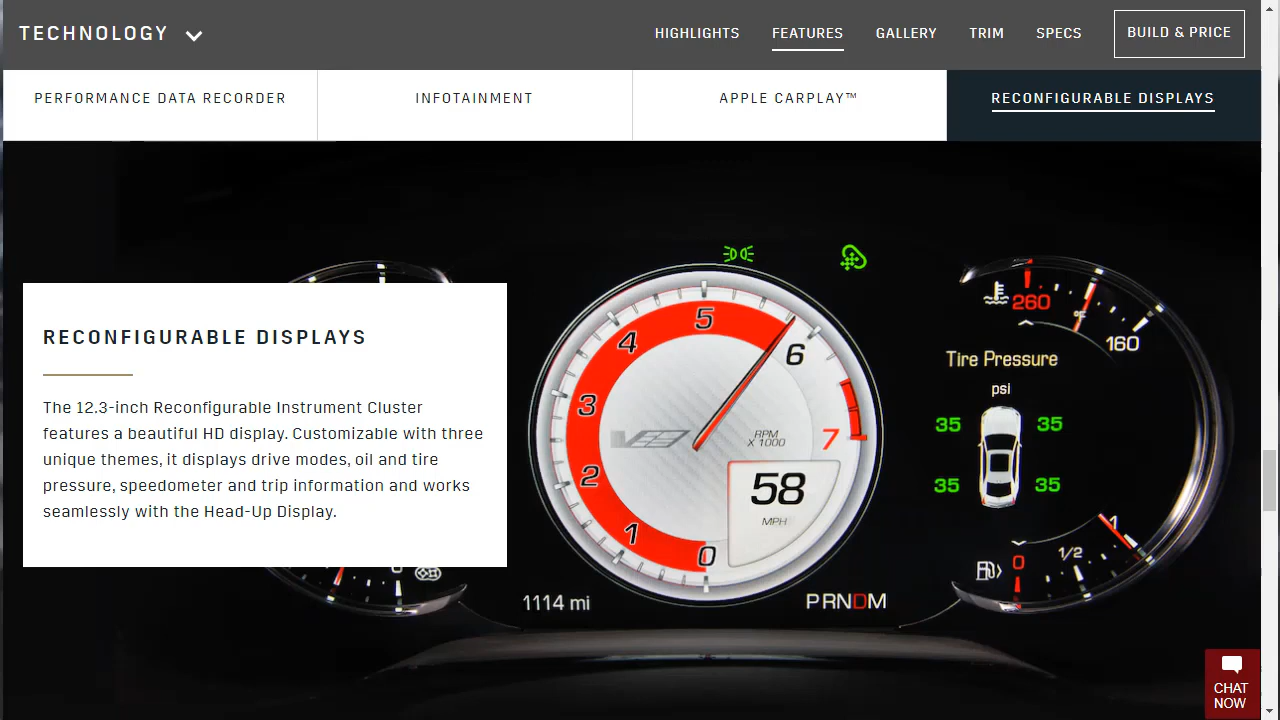 TECHNOLOGY
HIGHLIGHTS FEATURES GALLERY TRIM SPECS BUILD & PRICE
PERFORMANCE DATA RECORDER INFOTAINMENT APPLE CARPLAY™ RECONFIGURABLE DISPLAYS
RECONFIGURABLE DISPLAYS
The 12.3-inch Reconfigurable Instrument Cluster
features a beautiful HD display. Customizable with three
unique themes, it displays drive modes, oil and tire
pressure, speedometer and trip information and works
seamlessly with the Head-Up Display.
0
1
2
3
4
5
6
7
RPM
X 1000
58
MPH
1114 mi
PRNDM
260
°F
160
Tire Pressure
psi
35 35
35 35
1
1/2
0
CHAT
NOW